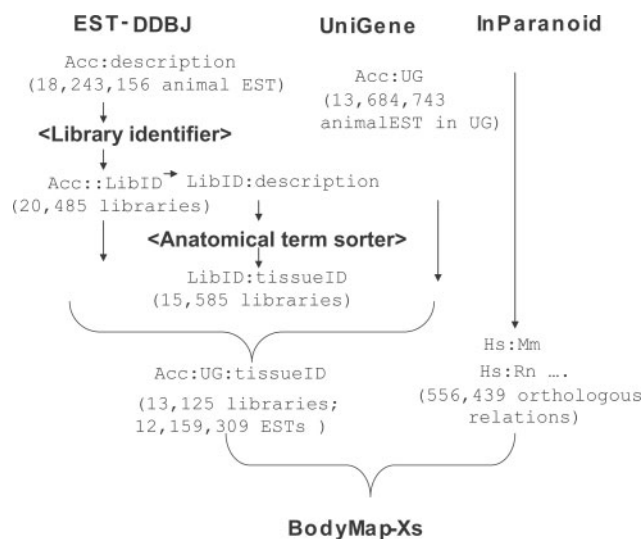 EST-DDBJ
UniGene
InParanoid
Acc:description
(18,243,156 animal EST)
Acc:UG
(13,684,743
animalEST in UG)
<Library identifier>
Acc::LibID
LibID:description
(20,485 libraries)
<Anatomical term sorter>
LibID:tissueID
(15,585 libraries)
Acc:UG:tissueID
(13,125 libraries;
12,159,309 ESTs )
Hs:Mm
Hs:Rn ….
(556,439 orthologous
relations)
BodyMap-Xs